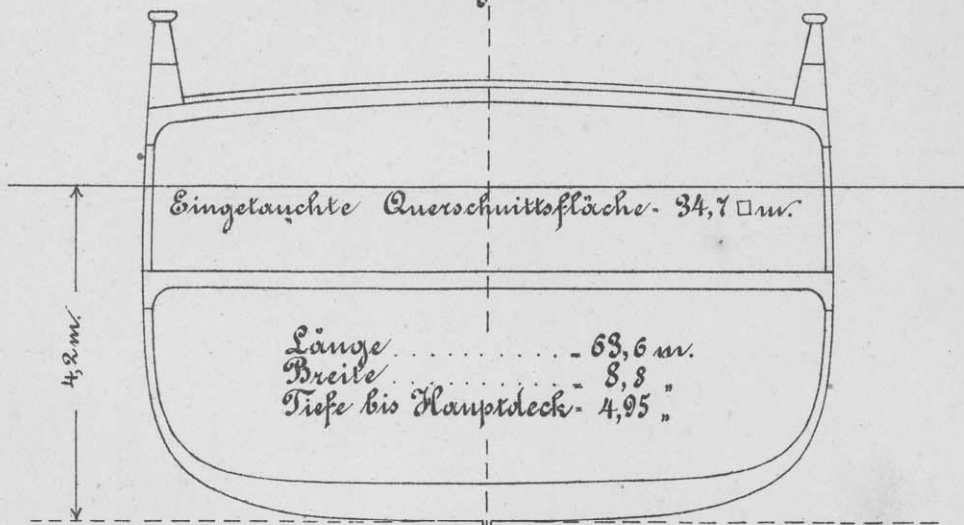 Eingetauchte Querschnittsfläche - 34,7 □m.
4,2 m.
Länge . . . . . . . . . . - 63,6 m.
Breite . . . . . . . . . . - 8,8 „
Tiefe bis Hauptdeck - 4,95 „